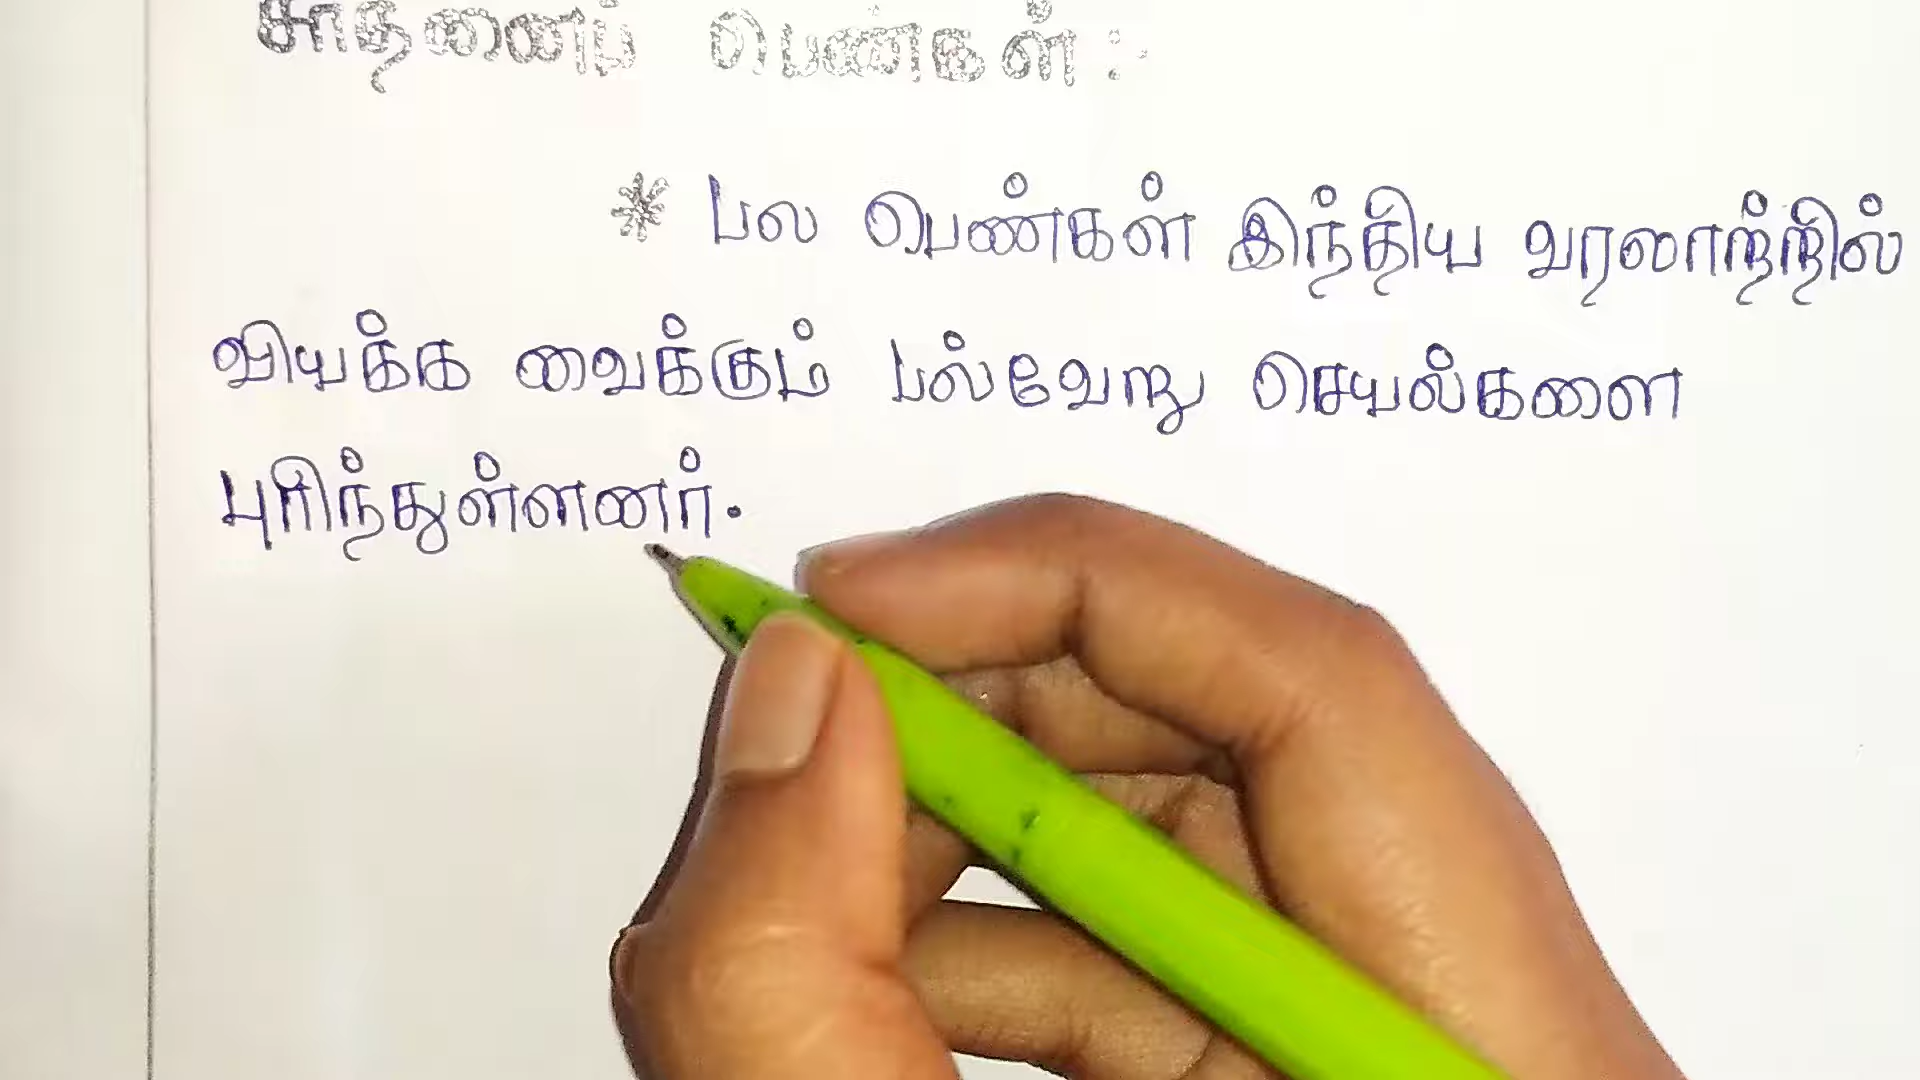 சாதனைப் பெண்கள் :-
* பல பெண்கள் இந்திய வரலாற்றில்
வியக்க வைக்கும் பல்வேறு செயல்களை
புரிந்துள்ளனர்.